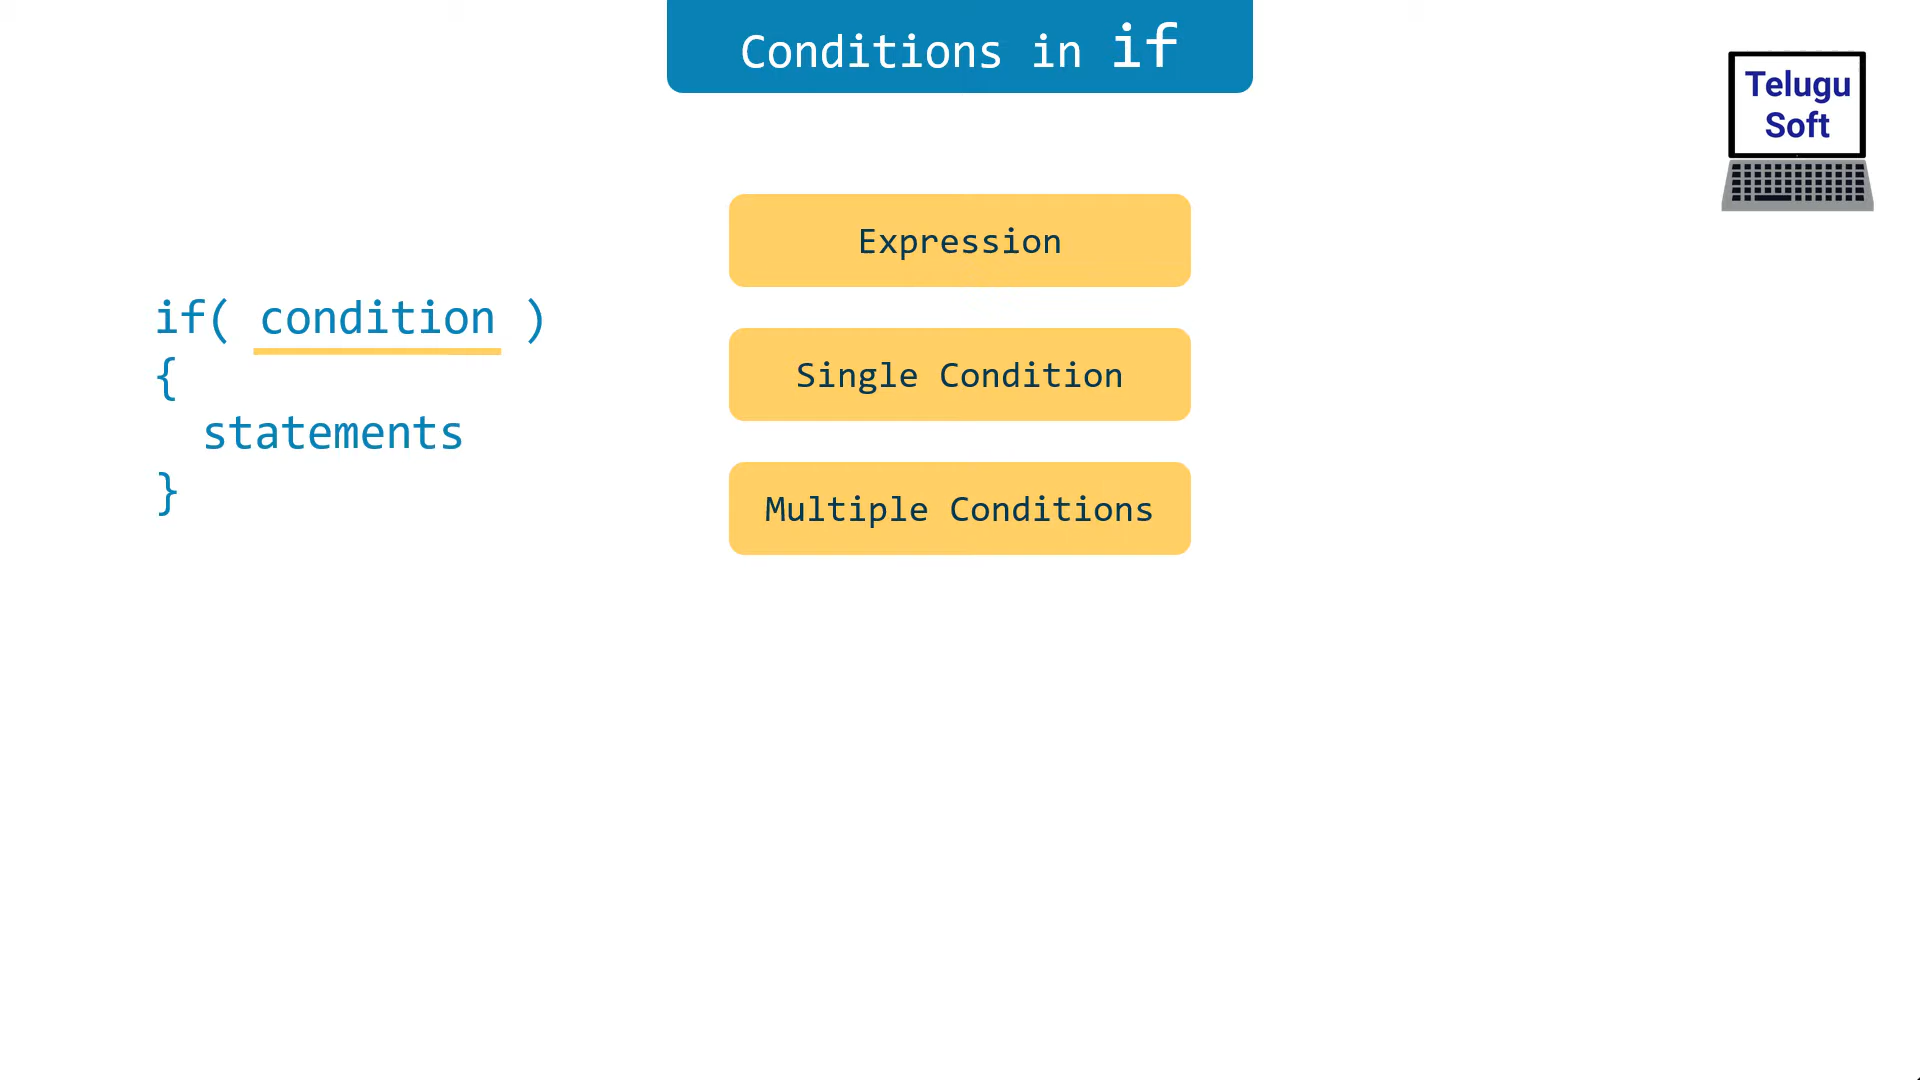 Conditions in if
Telugu
Soft
if( condition )
{
statements
}
Expression
Single Condition
Multiple Conditions